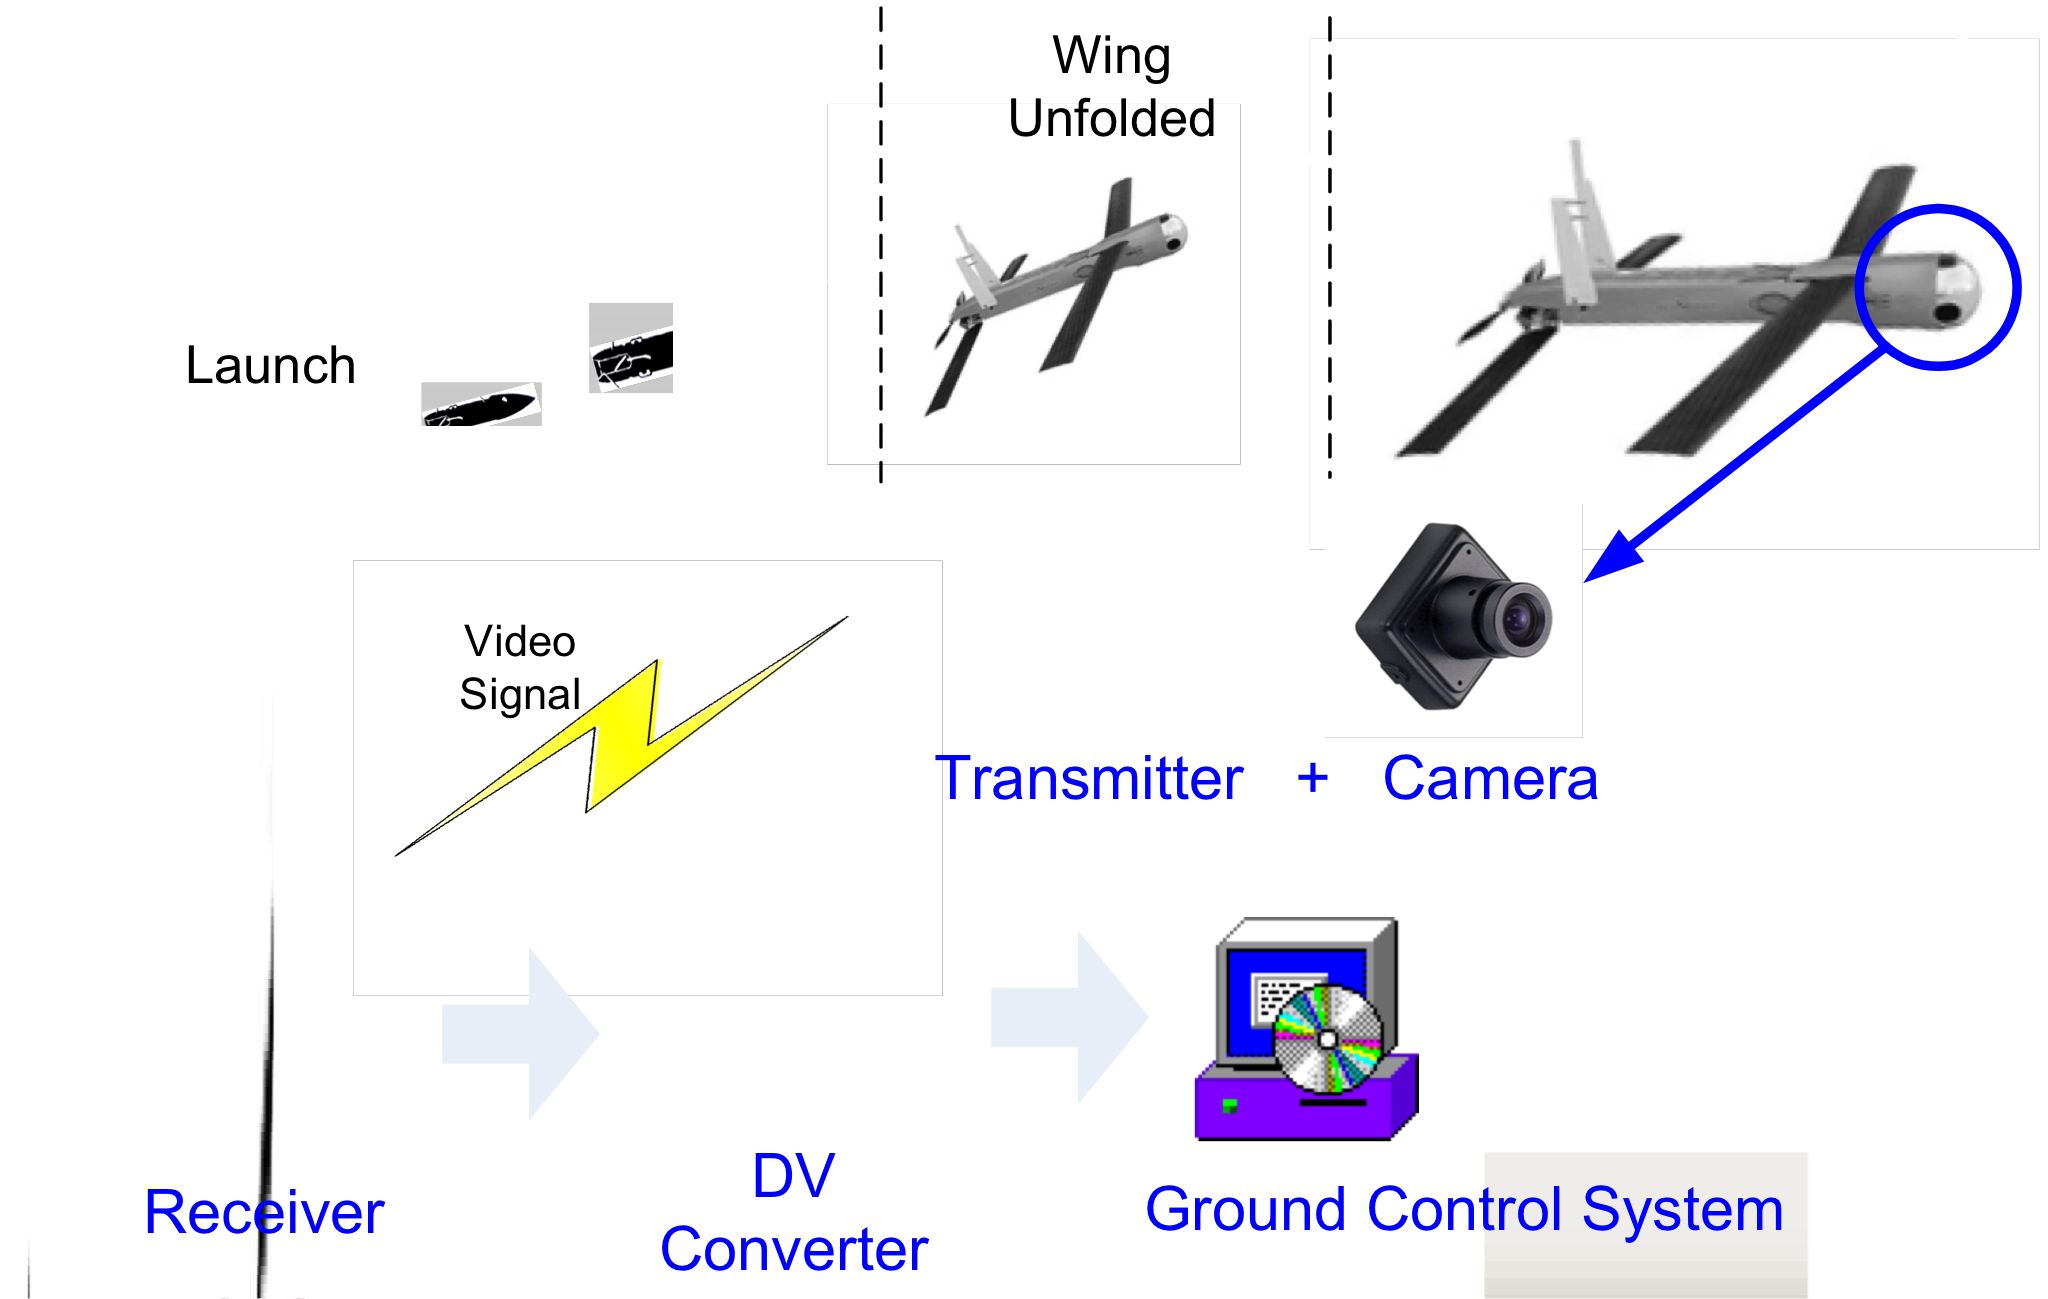 Wing
Unfolded
Launch
Video
Signal
Transmitter + Camera
Receiver
DV
Converter
Ground Control System